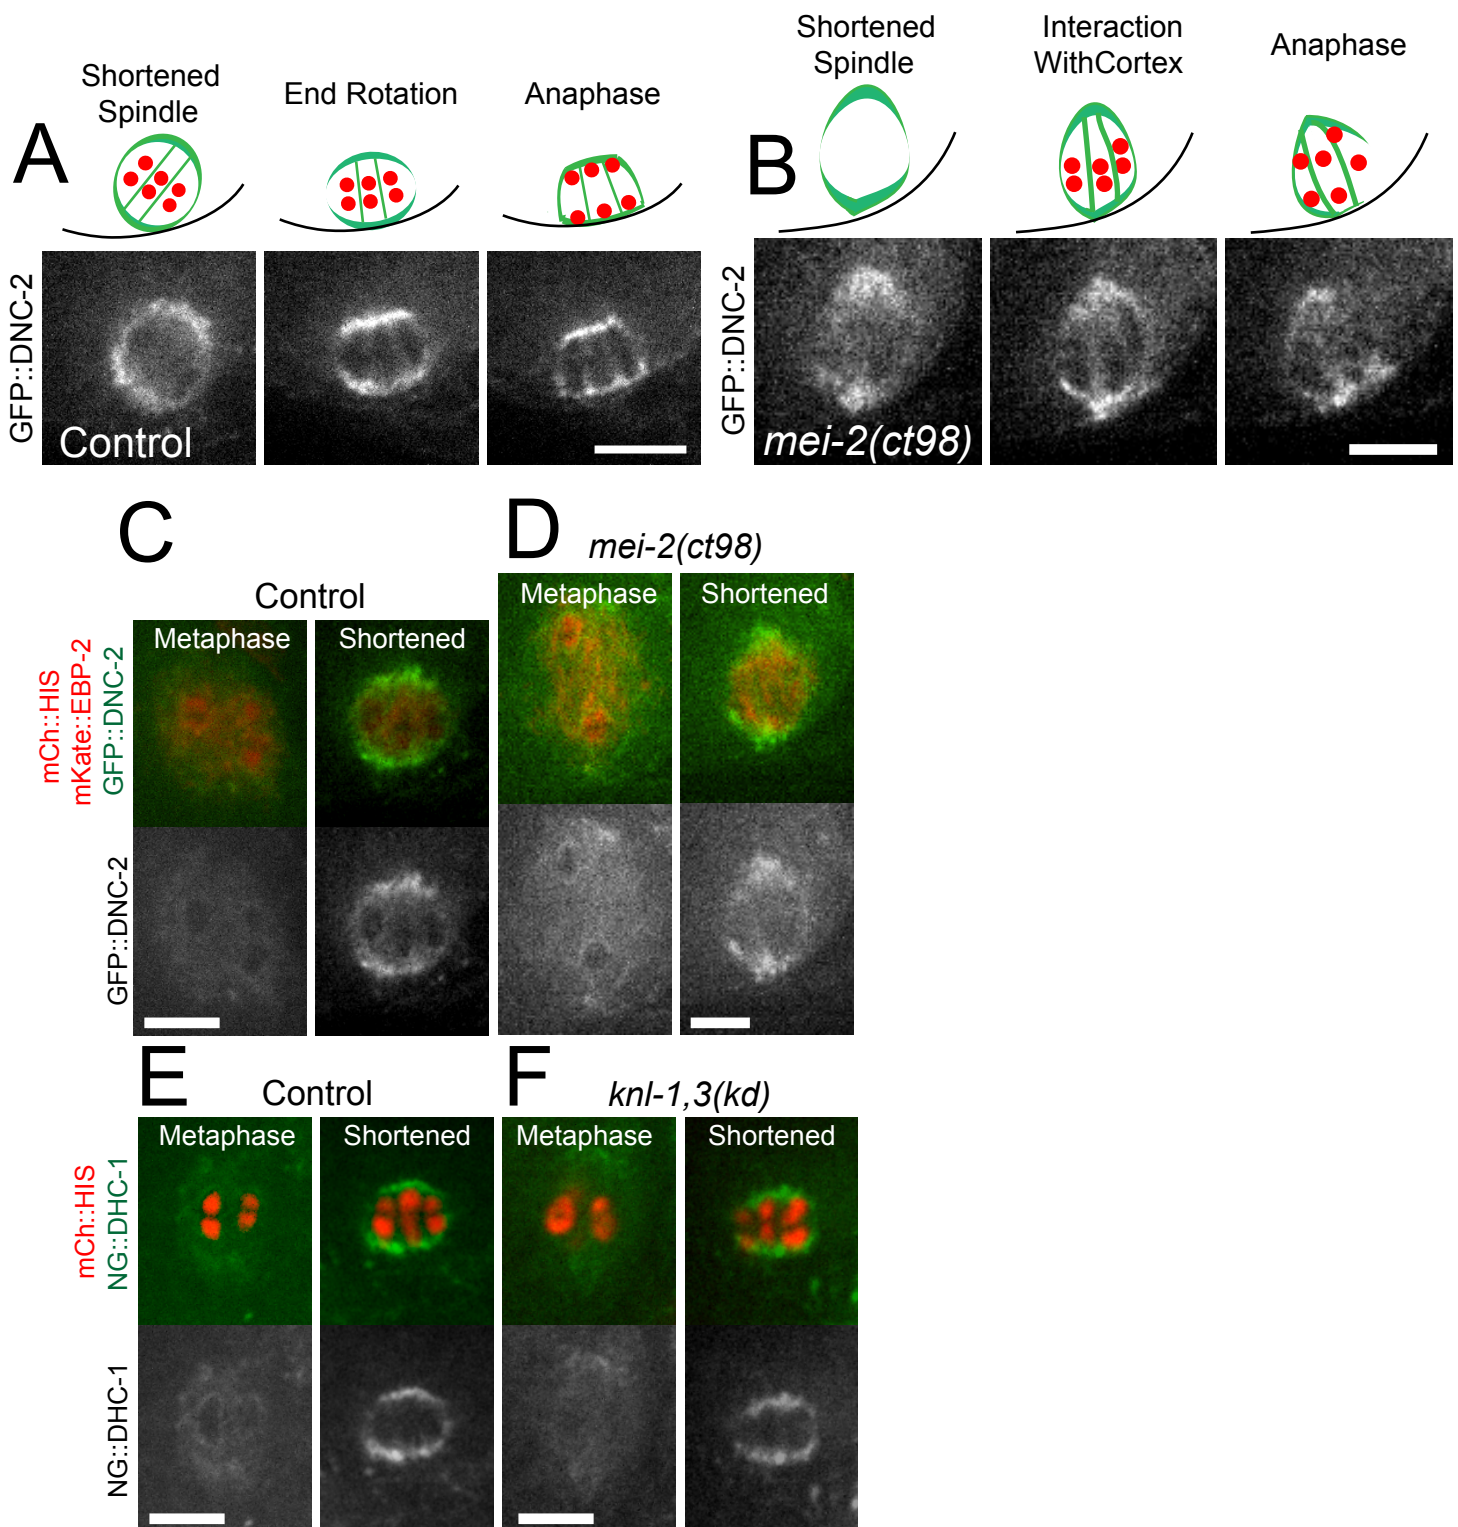 A
Shortened
Spindle
End Rotation
Anaphase
GFP::DNC-2
Control
B
Shortened
Spindle
Interaction
WithCortex
Anaphase
GFP::DNC-2
mei-2(ct98)
C
Control
Metaphase
Shortened
mCh::HIS
mKate::EBP-2
GFP::DNC-2
GFP::DNC-2
D
mei-2(ct98)
Metaphase
Shortened
E
Control
Metaphase
Shortened
mCh::HIS
NG::DHC-1
NG::DHC-1
F
knl-1,3(kd)
Metaphase
Shortened